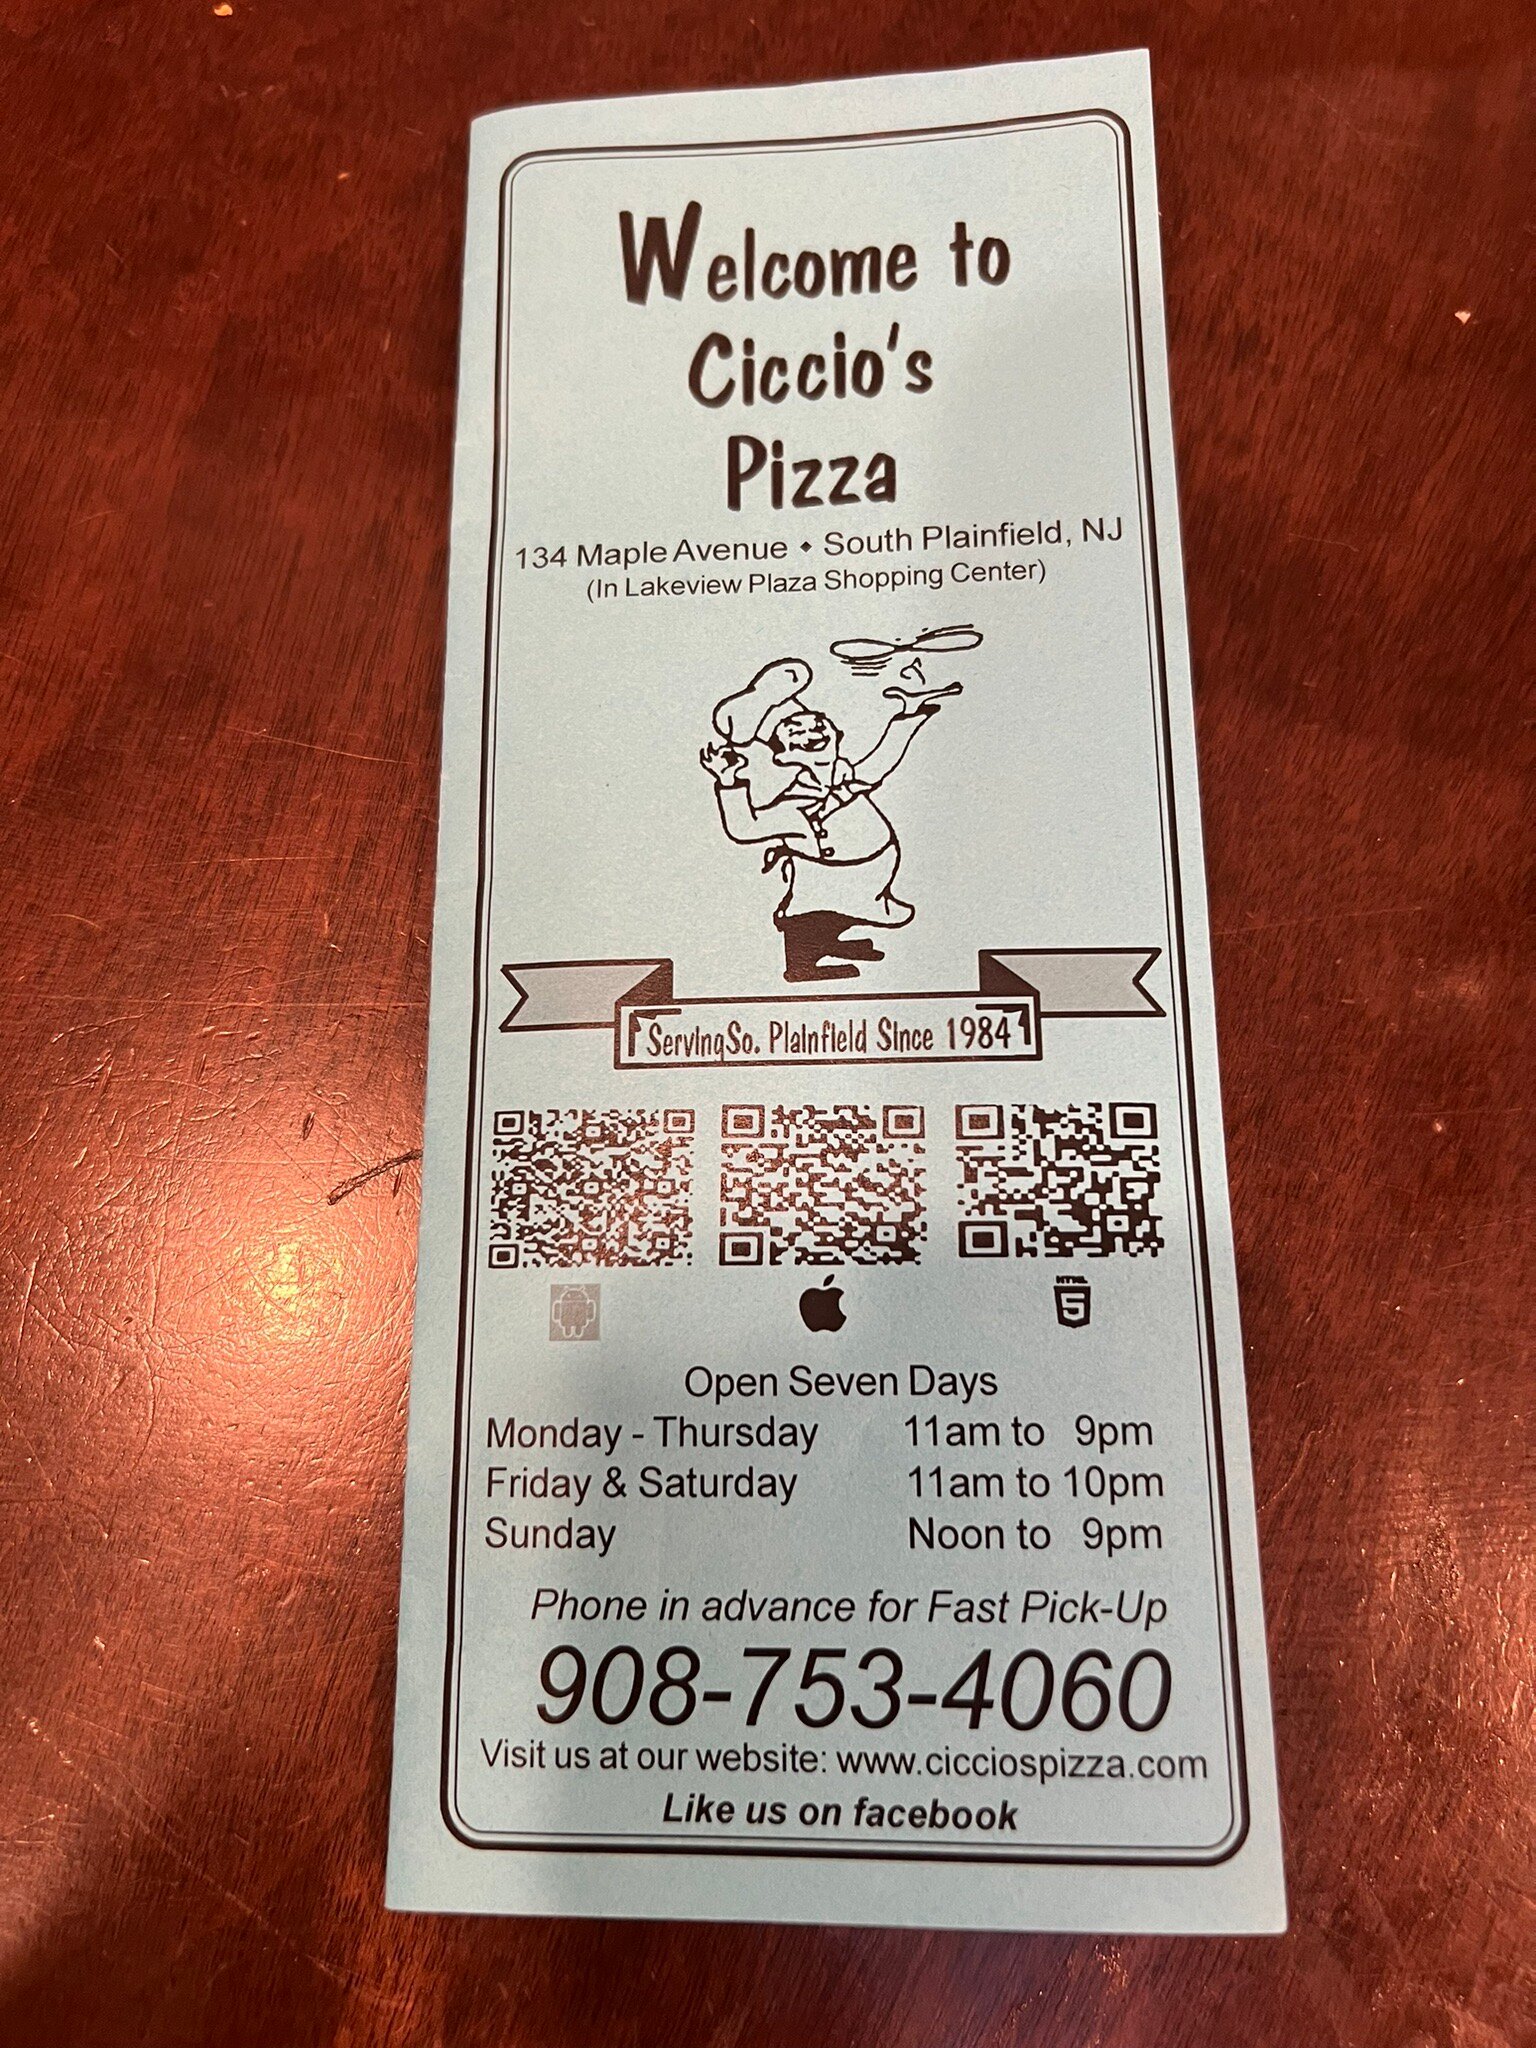 Welcome to
Ciccio's
Pizza
134 Maple Avenue ⬥ South Plainfield, NJ
(In Lakeview Plaza Shopping Center)
ServingSo. Plainfield Since 1984
HTML
5
Open Seven Days
Monday - Thursday 11am to 9pm
Friday & Saturday 11am to 10pm
Sunday Noon to 9pm
Phone in advance for Fast Pick-Up
908-753-4060
Visit us at our website: www.cicciospizza.com
Like us on facebook